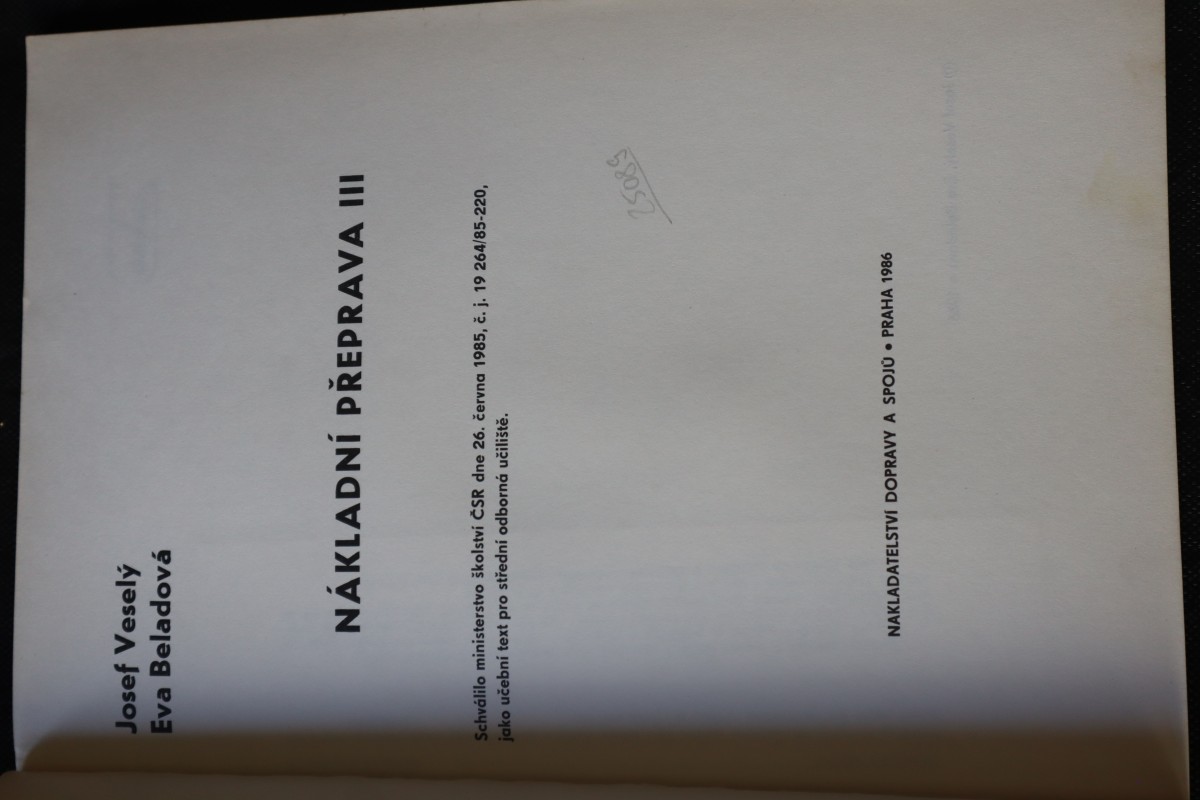 Josef Veselý
Eva Beladová
NÁKLADNÍ PŘEPRAVA III
Schválilo ministerstvo školství ČSR dne 26. června 1985, č. j. 19 264/85-220,
jako učební text pro střední odborná učiliště.
25089
NAKLADATELSTVÍ DOPRAVY A SPOJŮ • PRAHA 1986